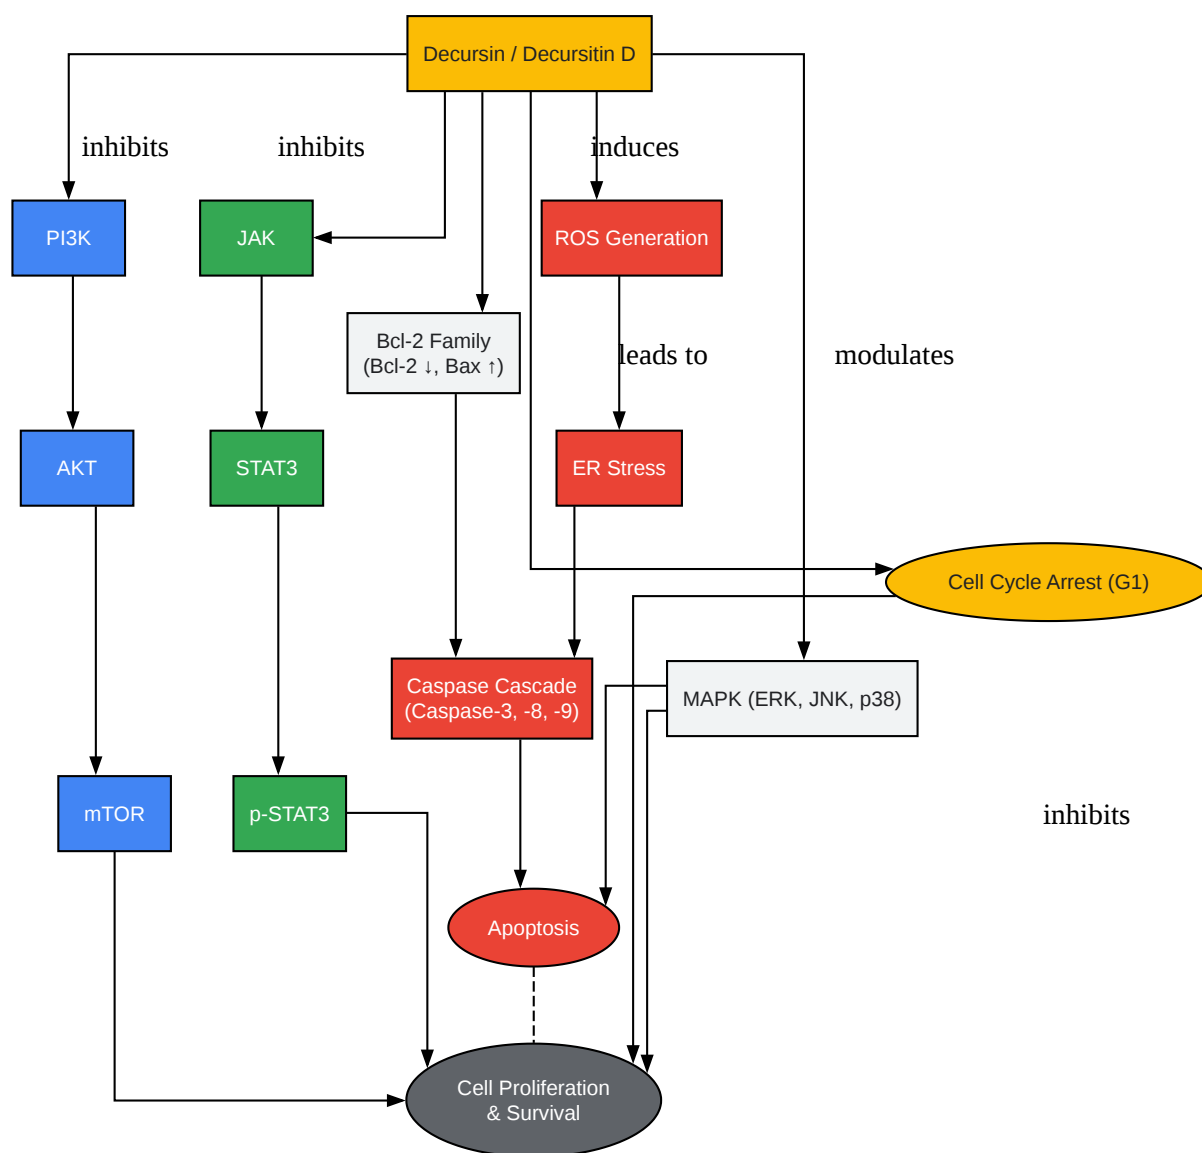 Decursin / Decursitin D
inhibits
inhibits
induces
PI3K
JAK
ROS Generation
Bcl-2 Family
(Bcl-2 ↓, Bax ↑)
leads to
modulates
AKT
STAT3
ER Stress
Cell Cycle Arrest (G1)
Caspase Cascade
(Caspase-3, -8, -9)
MAPK (ERK, JNK, p38)
mTOR
p-STAT3
inhibits
Apoptosis
Cell Proliferation
& Survival